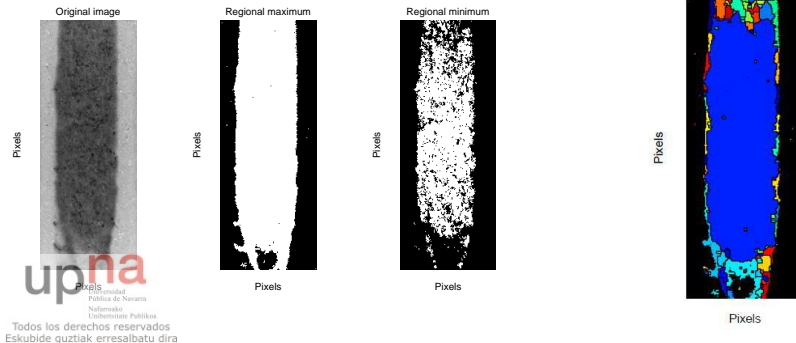 Original image
Regional maximum
Regional minimum
Pixels
Pixels
Pixels
Pixels
Pixels
Pixels
Pixels
Pixels
upna
Universidad
Pública de Navarra
Nafarroako
Unibertsitate Publikoa
Todos los derechos reservados
Eskubide guztiak erresalbatu dira